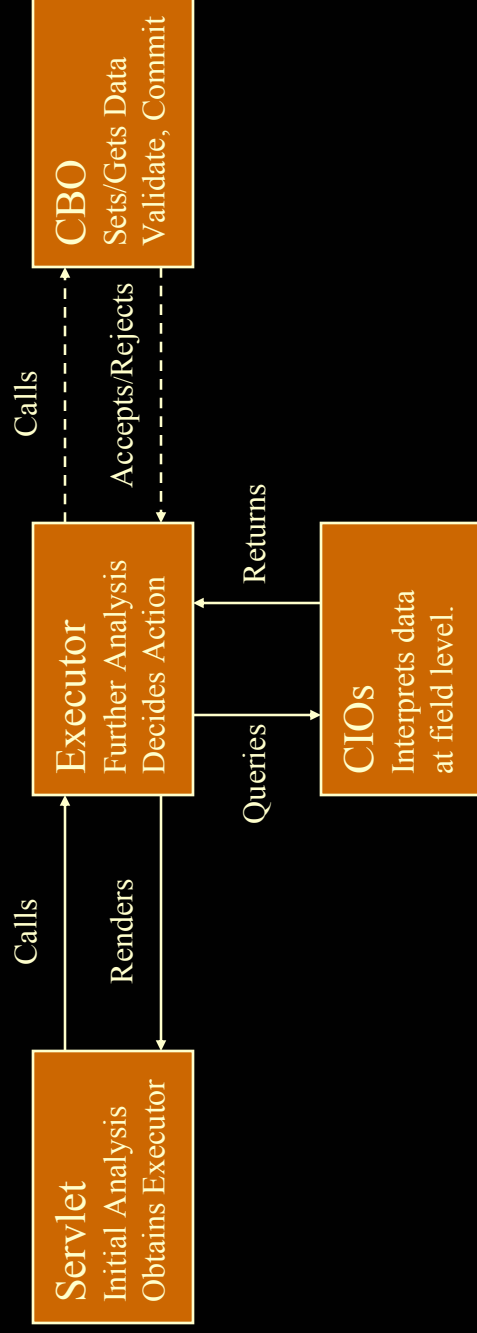 Servlet
Initial Analysis
Obtains Executor
Calls
Renders
Executor
Further Analysis
Decides Action
Calls
Accepts/Rejects
CBO
Sets/Gets Data
Validate, Commit
Queries
Returns
CIOs
Interprets data
at field level.